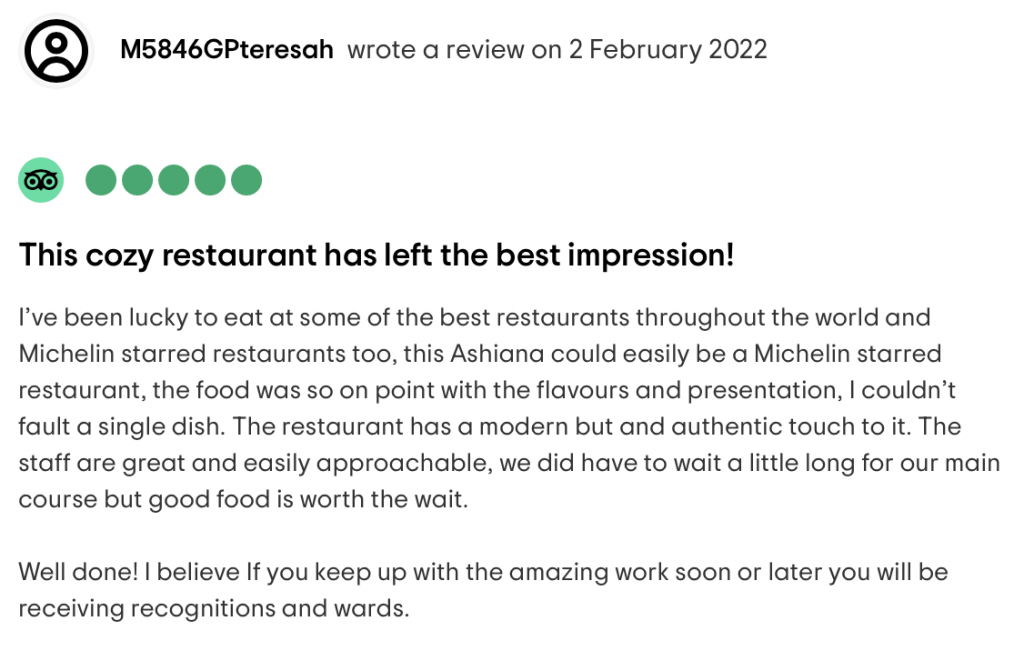 M5846GPteresah wrote a review on 2 February 2022
This cozy restaurant has left the best impression!
I’ve been lucky to eat at some of the best restaurants throughout the world and
Michelin starred restaurants too, this Ashiana could easily be a Michelin starred
restaurant, the food was so on point with the flavours and presentation, I couldn’t
fault a single dish. The restaurant has a modern but and authentic touch to it. The
staff are great and easily approachable, we did have to wait a little long for our main
course but good food is worth the wait.
Well done! I believe If you keep up with the amazing work soon or later you will be
receiving recognitions and wards.